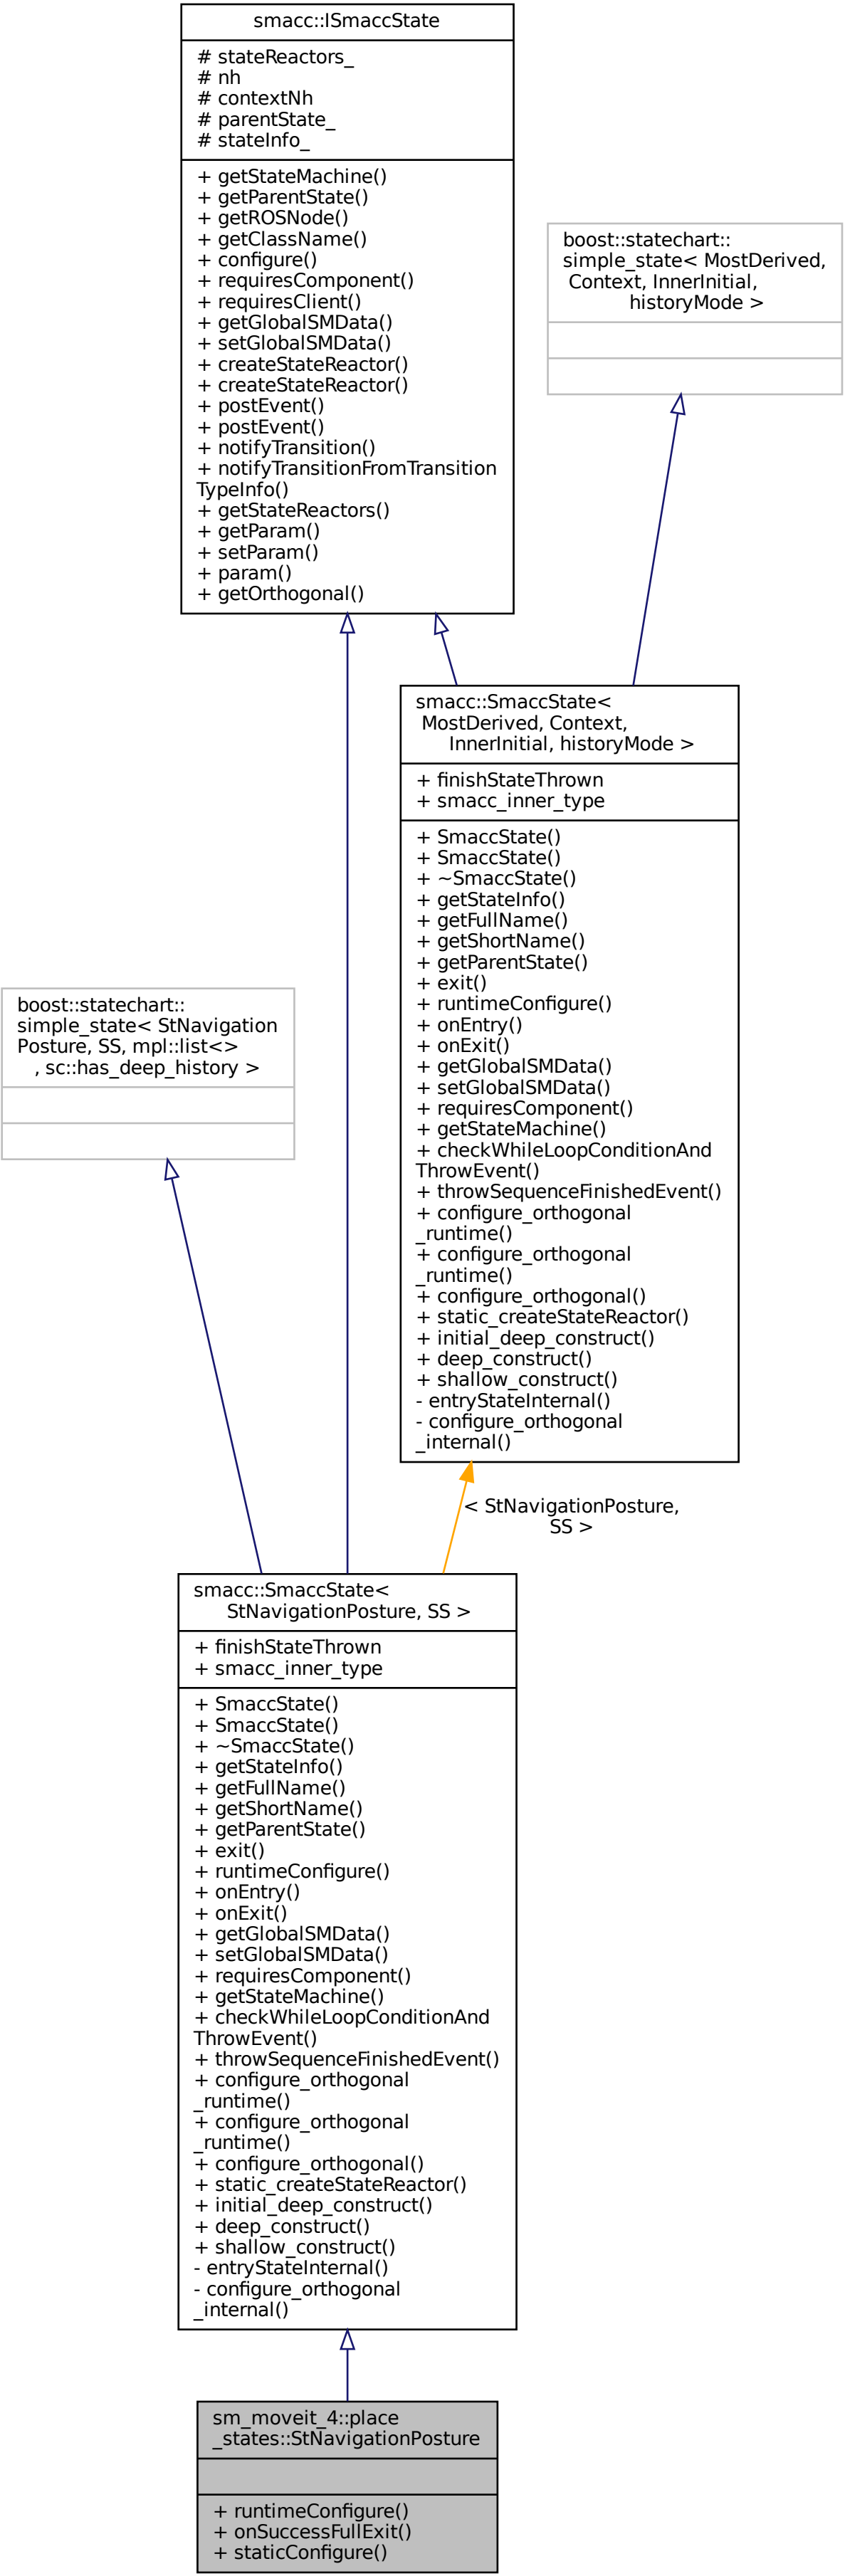 smacc::ISmaccState
# stateReactors_
# nh
# contextNh
# parentState_
# stateInfo_
+ getStateMachine()
+ getParentState()
+ getROSNode()
+ getClassName()
+ configure()
+ requiresComponent()
+ requiresClient()
+ getGlobalSMData()
+ setGlobalSMData()
+ createStateReactor()
+ createStateReactor()
+ postEvent()
+ postEvent()
+ notifyTransition()
+ notifyTransitionFromTransition
TypeInfo()
+ getStateReactors()
+ getParam()
+ setParam()
+ param()
+ getOrthogonal()
boost::statechart::
simple_state< MostDerived,
Context, InnerInitial,
historyMode >
smacc::SmaccState<
MostDerived, Context,
InnerInitial, historyMode >
+ finishStateThrown
+ smacc_inner_type
+ SmaccState()
+ SmaccState()
+ ~SmaccState()
+ getStateInfo()
+ getFullName()
+ getShortName()
+ getParentState()
+ exit()
+ runtimeConfigure()
+ onEntry()
+ onExit()
+ getGlobalSMData()
+ setGlobalSMData()
+ requiresComponent()
+ getStateMachine()
+ checkWhileLoopConditionAnd
ThrowEvent()
+ throwSequenceFinishedEvent()
+ configure_orthogonal
_runtime()
+ configure_orthogonal
_runtime()
+ configure_orthogonal()
+ static_createStateReactor()
+ initial_deep_construct()
+ deep_construct()
+ shallow_construct()
- entryStateInternal()
- configure_orthogonal
_internal()
boost::statechart::
simple_state< StNavigation
Posture, SS, mpl::list<>
, sc::has_deep_history >
< StNavigationPosture,
SS >
smacc::SmaccState<
StNavigationPosture, SS >
+ finishStateThrown
+ smacc_inner_type
+ SmaccState()
+ SmaccState()
+ ~SmaccState()
+ getStateInfo()
+ getFullName()
+ getShortName()
+ getParentState()
+ exit()
+ runtimeConfigure()
+ onEntry()
+ onExit()
+ getGlobalSMData()
+ setGlobalSMData()
+ requiresComponent()
+ getStateMachine()
+ checkWhileLoopConditionAnd
ThrowEvent()
+ throwSequenceFinishedEvent()
+ configure_orthogonal
_runtime()
+ configure_orthogonal
_runtime()
+ configure_orthogonal()
+ static_createStateReactor()
+ initial_deep_construct()
+ deep_construct()
+ shallow_construct()
- entryStateInternal()
- configure_orthogonal
_internal()
sm_moveit_4::place
_states::StNavigationPosture
+ runtimeConfigure()
+ onSuccessFullExit()
+ staticConfigure()